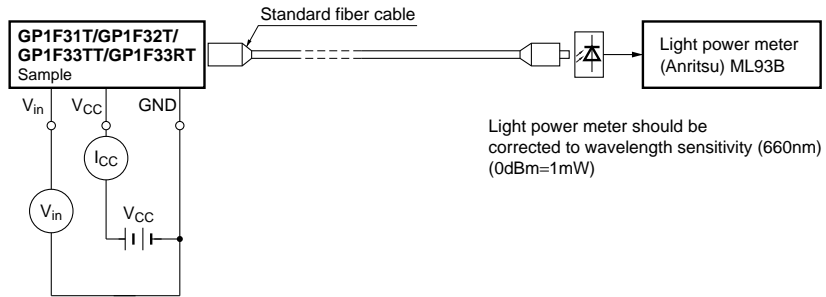 Standard fiber cable
GP1F31T/GP1F32T/
GP1F33TT/GP1F33RT
Sample
Light power meter
(Anritsu) ML93B
Vin
VCC
GND
Light power meter should be
corrected to wavelength sensitivity (660nm)
(0dBm=1mW)
ICC
Vin
VCC